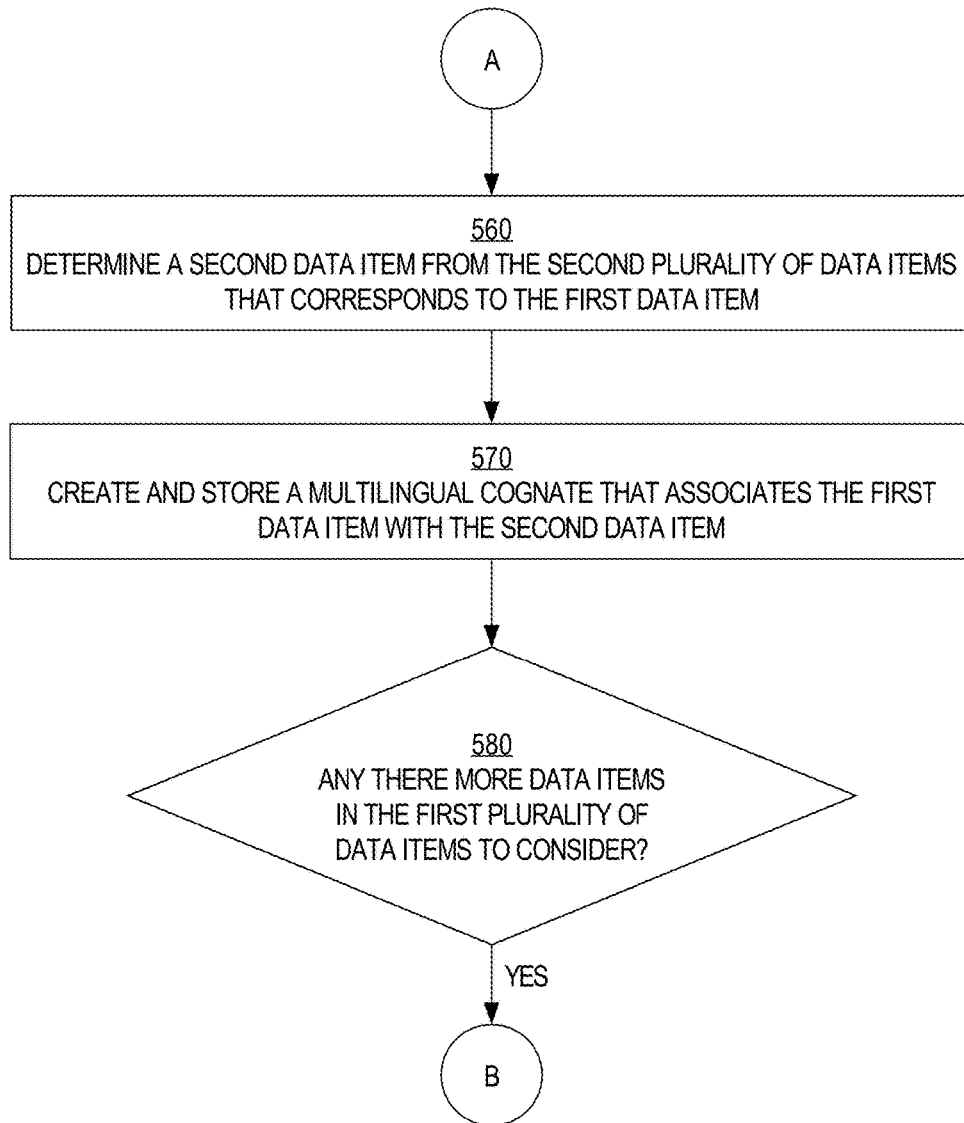 A
560
DETERMINE A SECOND DATA ITEM FROM THE SECOND PLURALITY OF DATA ITEMS
THAT CORRESPONDS TO THE FIRST DATA ITEM
570
CREATE AND STORE A MULTILINGUAL COGNATE THAT ASSOCIATES THE FIRST
DATA ITEM WITH THE SECOND DATA ITEM
580
ANY THERE MORE DATA ITEMS
IN THE FIRST PLURALITY OF
DATA ITEMS TO CONSIDER?
YES
B